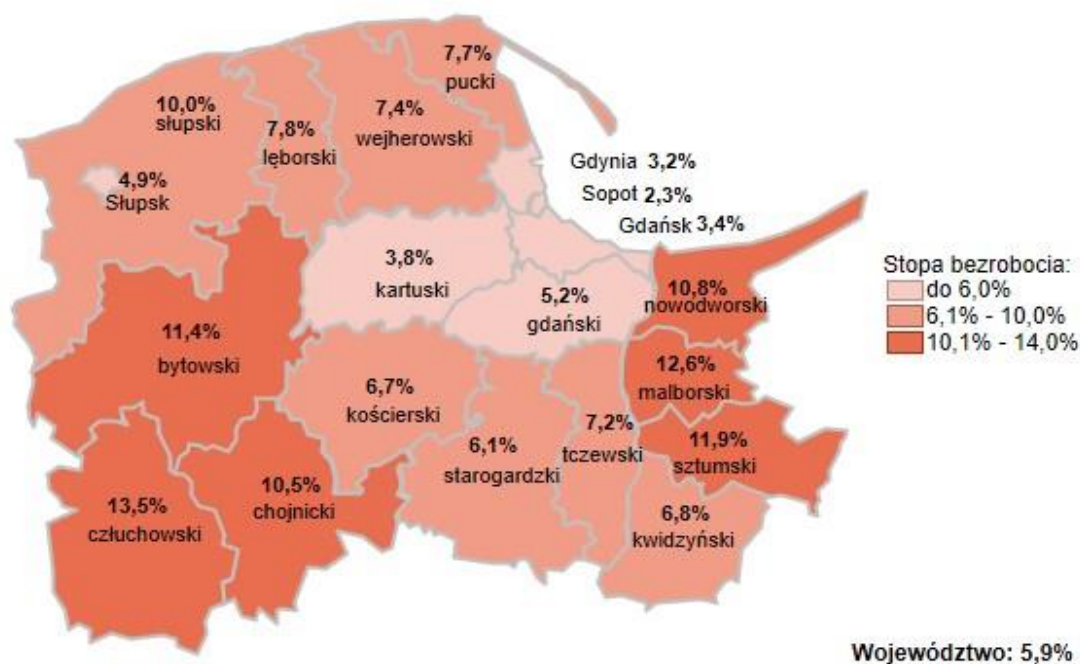 7,7%
pucki
10,0%
słupski
7,4%
wejherowski
7,8%
lęborski
Gdynia 3,2%
4,9%
Słupsk
Sopot 2,3%
Gdańsk 3,4%
3,8%
kartuski
5,2%
gdański
10,8%
nowodworski
Stopa bezrobocia:
do 6,0%
6,1% - 10,0%
10,1% - 14,0%
11,4%
bytowski
12,6%
malborski
6,7%
kościerski
7,2%
tczewski
6,1%
starogardzki
11,9%
sztumski
10,5%
chojnicki
13,5%
człuchowski
6,8%
kwidzyński
Województwo: 5,9%